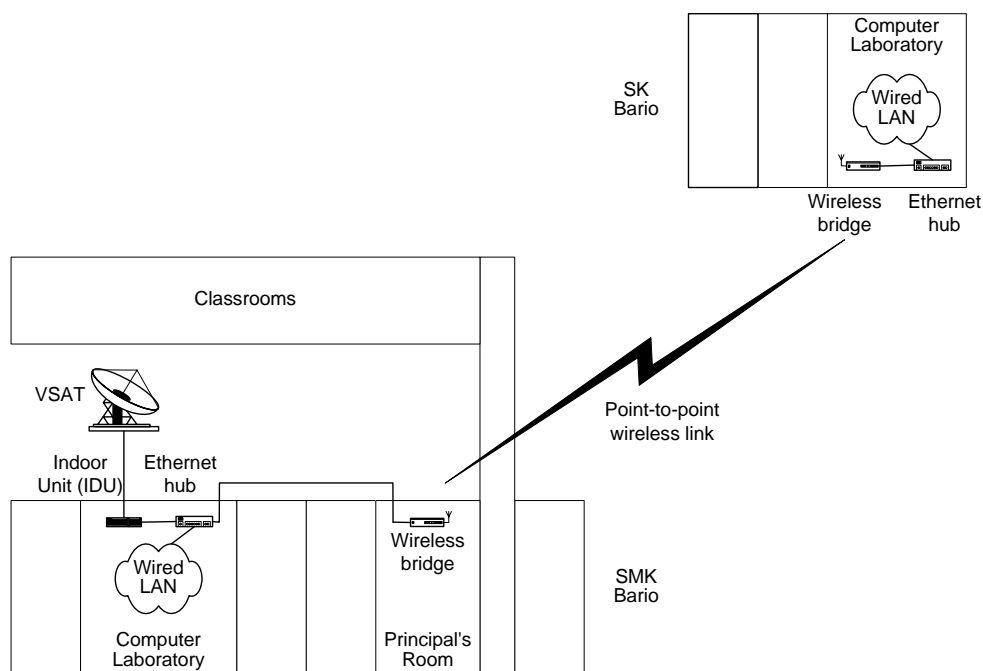 Computer
Laboratory
SK
Bario
Wired
LAN
Wireless
bridge
Ethernet
hub
Classrooms
VSAT
Point-to-point
wireless link
Indoor
Unit (IDU)
Ethernet
hub
Wireless
bridge
Wired
LAN
SMK
Bario
Computer
Laboratory
Principal's
Room